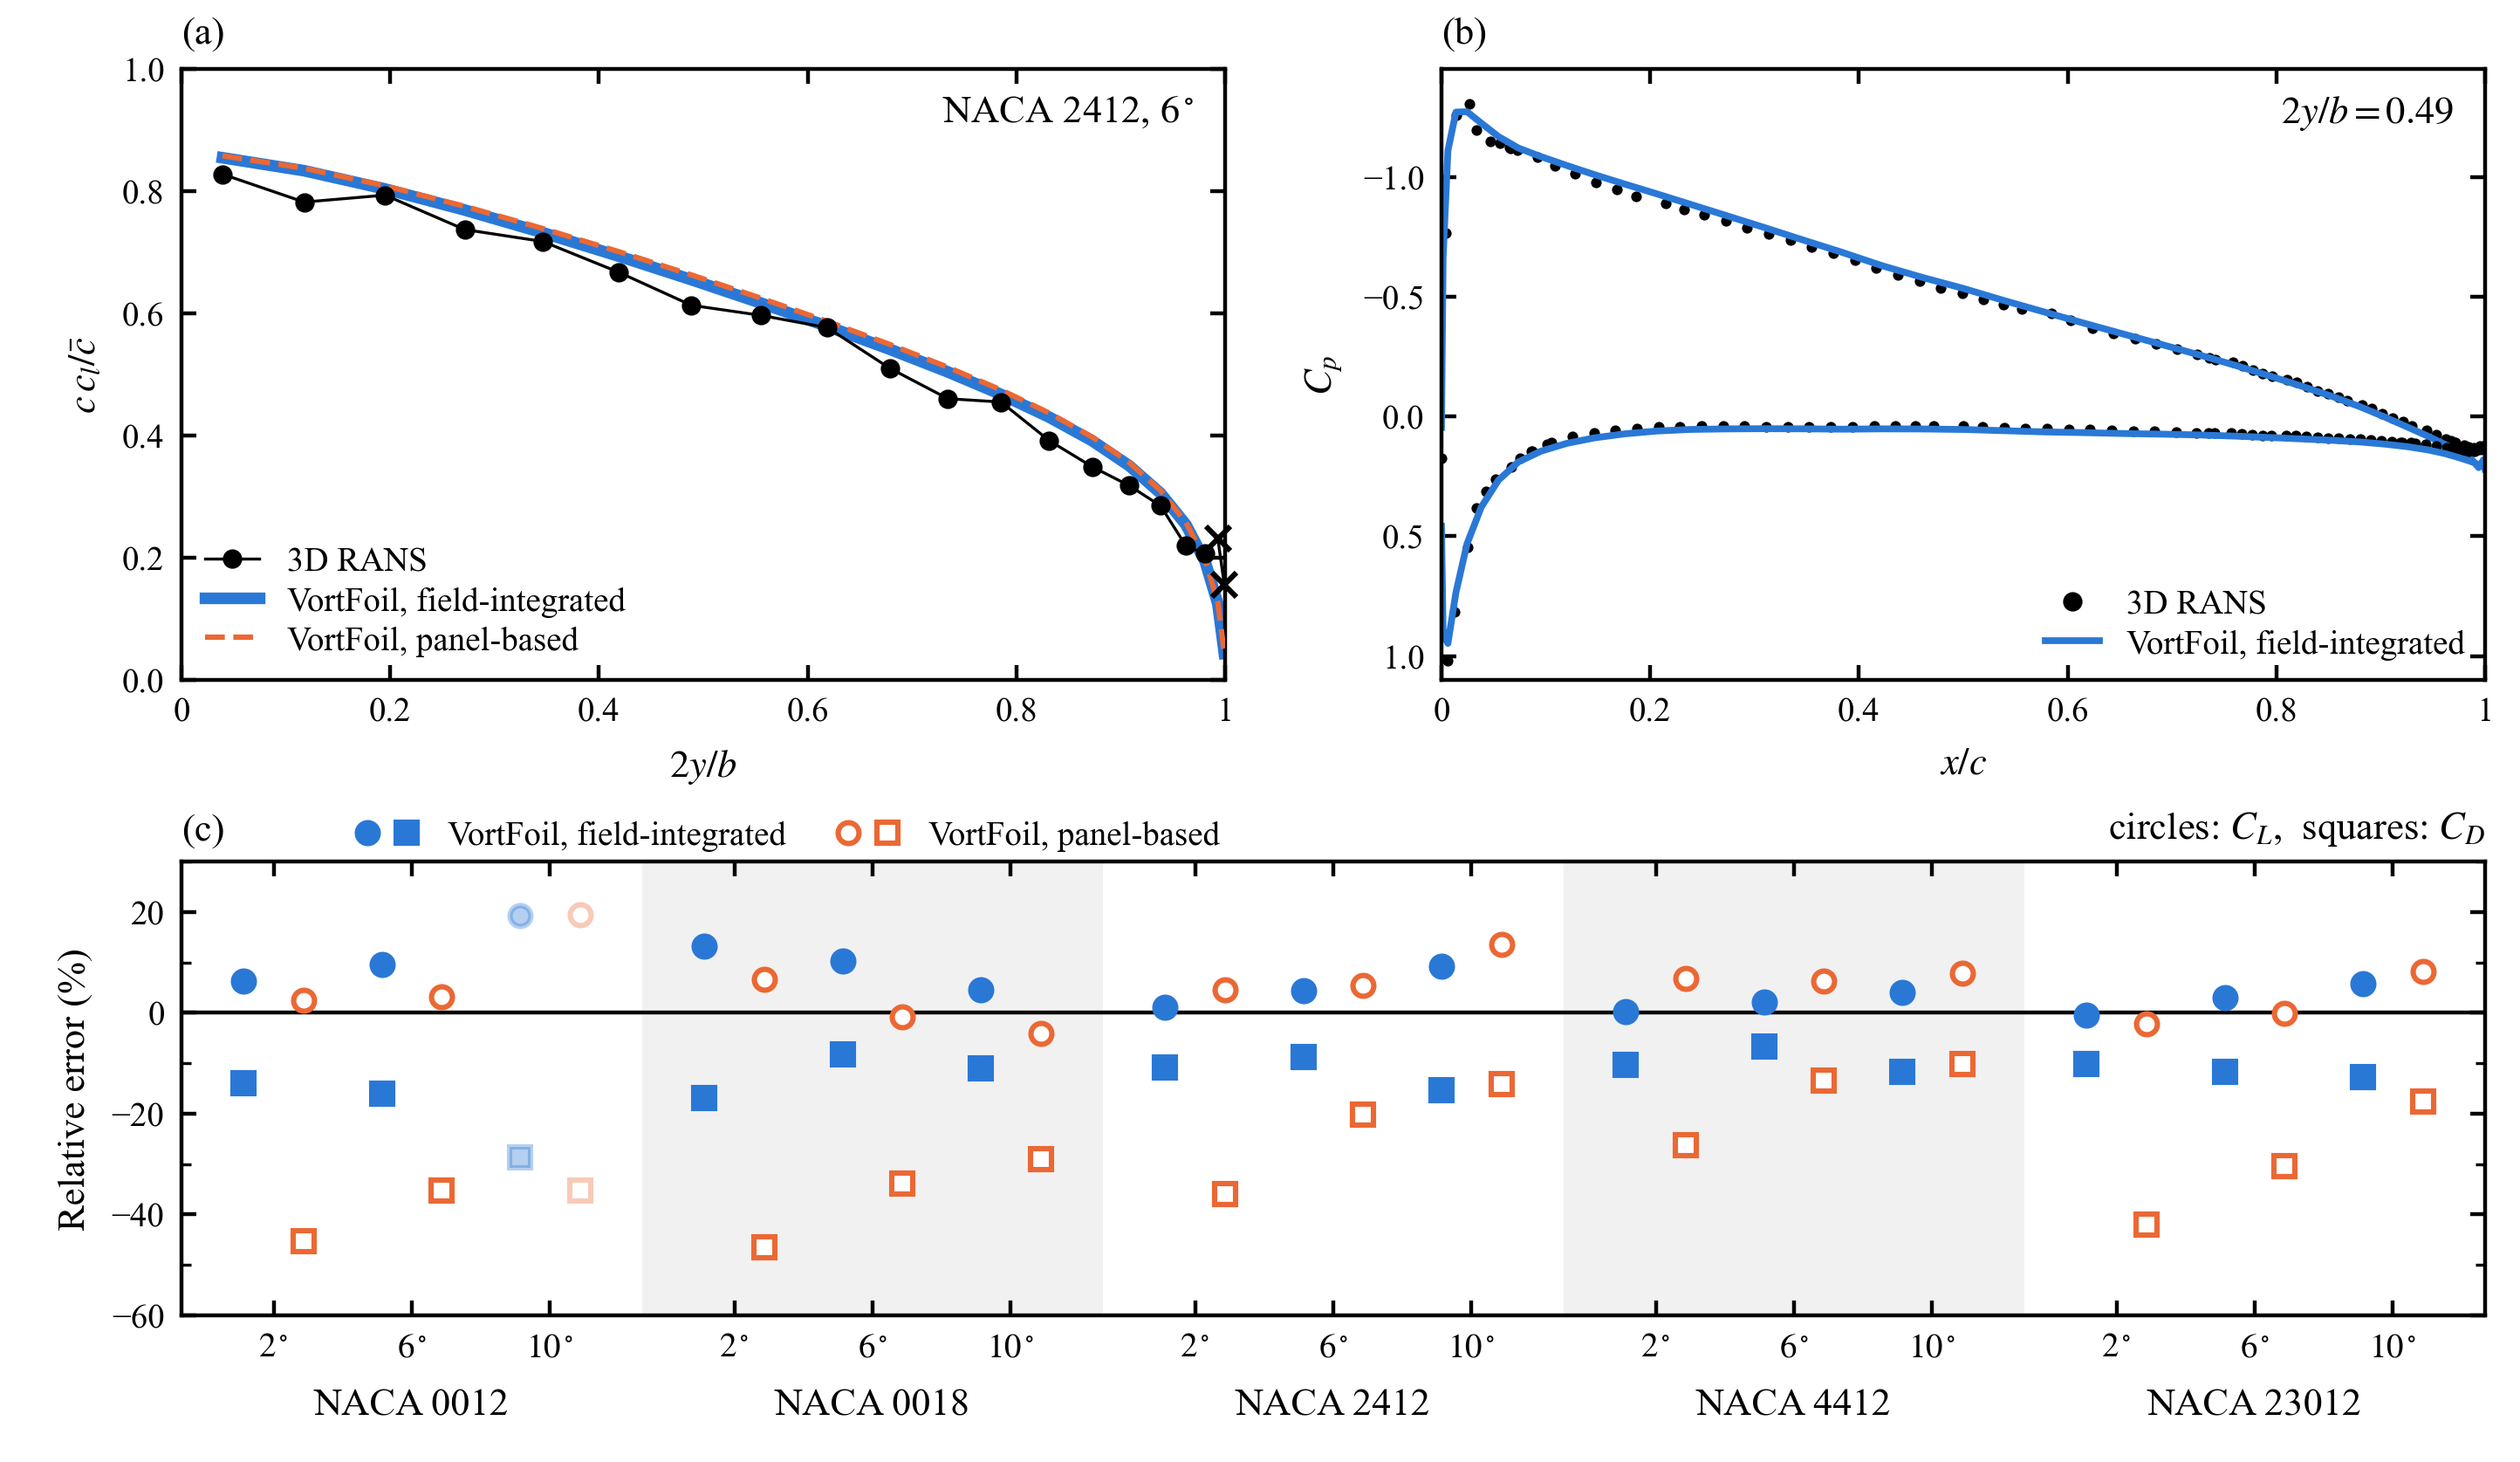 (a)
1.0
0.8
0.6
0.4
0.2
0.0
c c_l/c̄
NACA 2412, 6°
3D RANS
VortFoil, field-integrated
VortFoil, panel-based
0 0.2 0.4 0.6 0.8 1
2y/b
(b)
−1.0
−0.5
0.0
0.5
1.0
C_p
2y/b = 0.49
3D RANS
VortFoil, field-integrated
0 0.2 0.4 0.6 0.8 1
x/c
(c) VortFoil, field-integrated VortFoil, panel-based circles: C_L, squares: C_D
20
0
−20
−40
−60
Relative error (%)
2° 6° 10° 2° 6° 10° 2° 6° 10° 2° 6° 10° 2° 6° 10°
NACA 0012 NACA 0018 NACA 2412 NACA 4412 NACA 23012